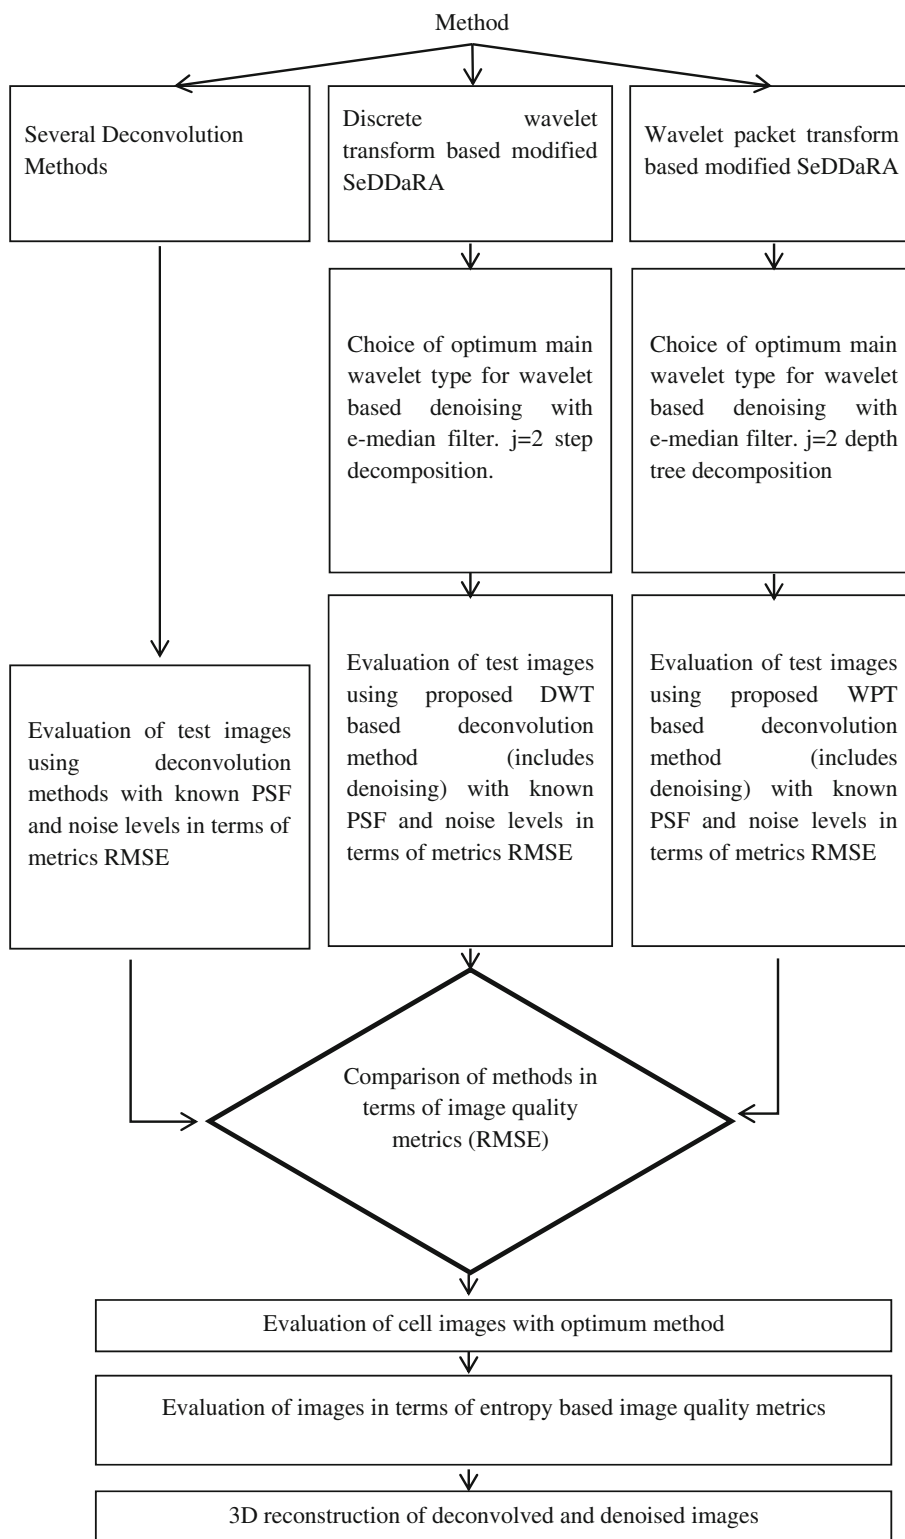 Method
Several Deconvolution
Methods
Discrete wavelet
transform based modified
SeDDaRA
Wavelet packet transform
based modified SeDDaRA
Choice of optimum main
wavelet type for wavelet
based denoising with
e-median filter. j=2 step
decomposition.
Choice of optimum main
wavelet type for wavelet
based denoising with
e-median filter. j=2 depth
tree decomposition
Evaluation of test images
using deconvolution
methods with known PSF
and noise levels in terms of
metrics RMSE
Evaluation of test images
using proposed DWT
based deconvolution
method (includes
denoising) with known
PSF and noise levels in
terms of metrics RMSE
Evaluation of test images
using proposed WPT
based deconvolution
method (includes
denoising) with known
PSF and noise levels in
terms of metrics RMSE
Comparison of methods in
terms of image quality
metrics (RMSE)
Evaluation of cell images with optimum method
Evaluation of images in terms of entropy based image quality metrics
3D reconstruction of deconvolved and denoised images